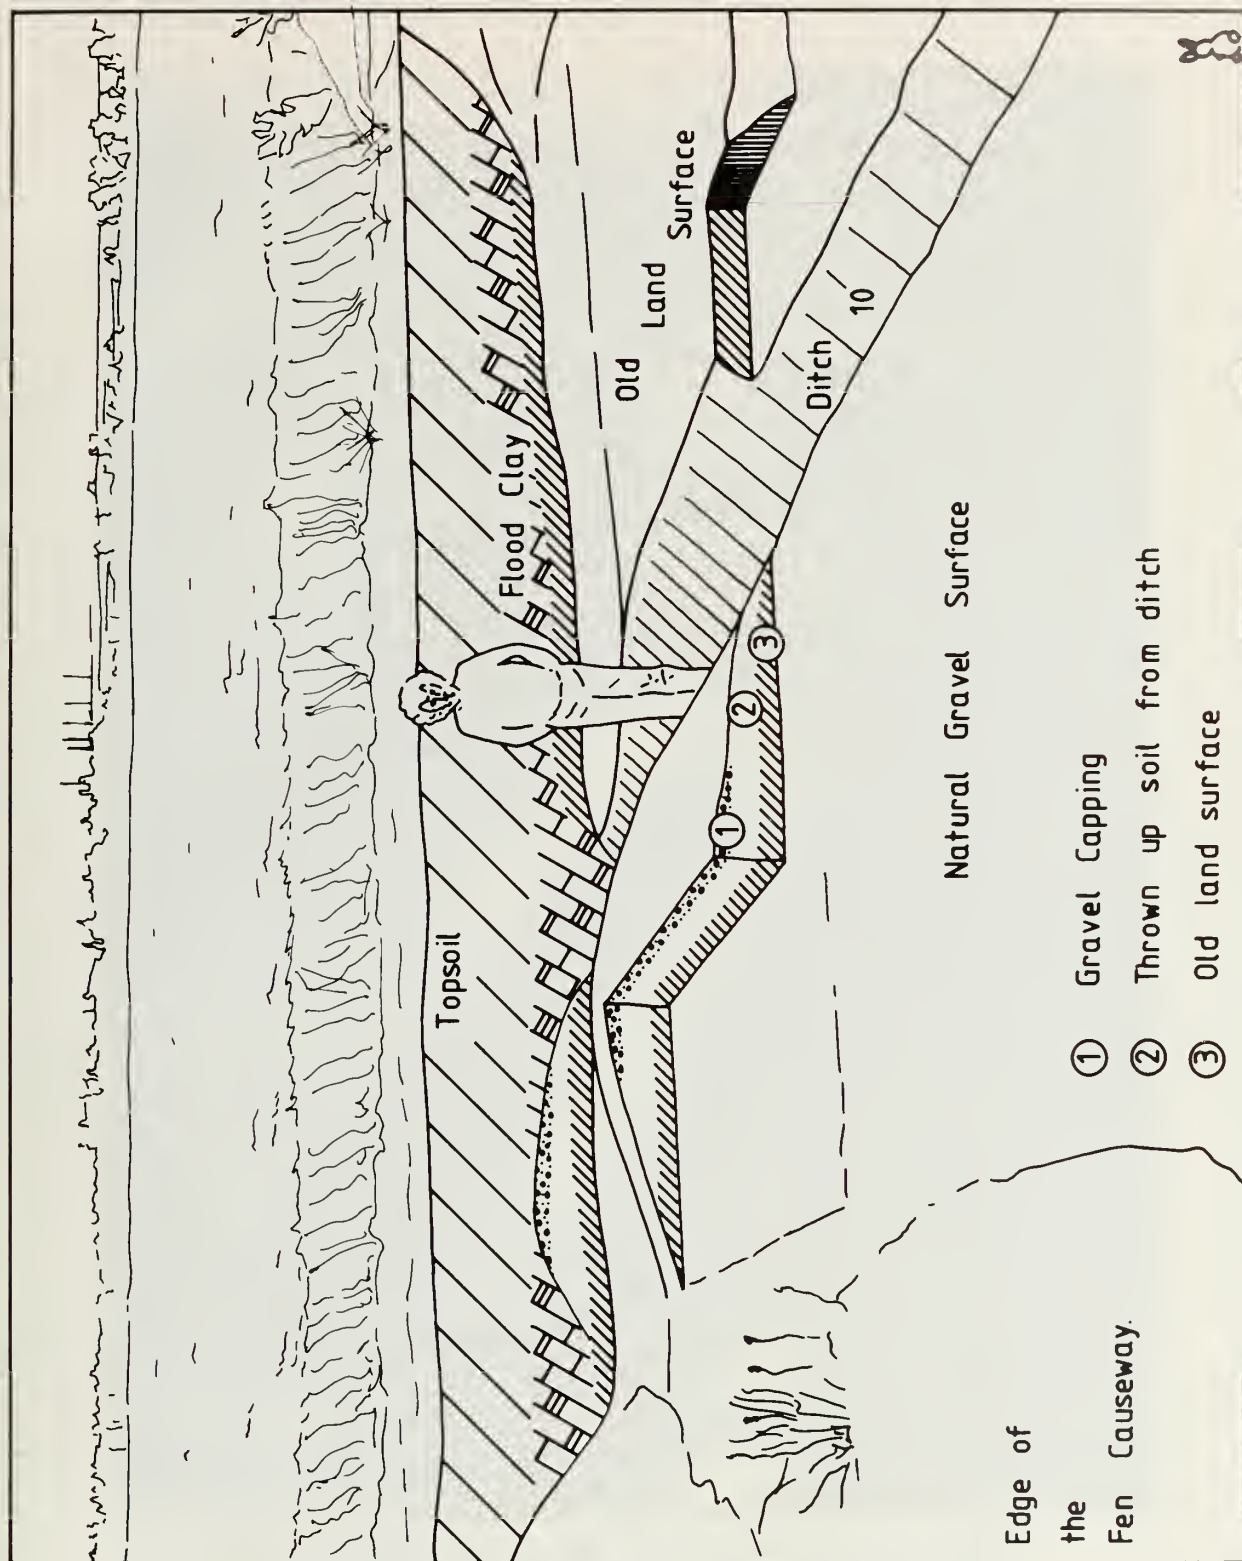 Topsoil
Flood Clay
Old Land Surface
Ditch 10
1
2
3
Natural Gravel Surface
① Gravel Capping
② Thrown up soil from ditch
③ Old land surface
Edge of
the
Fen Causeway.